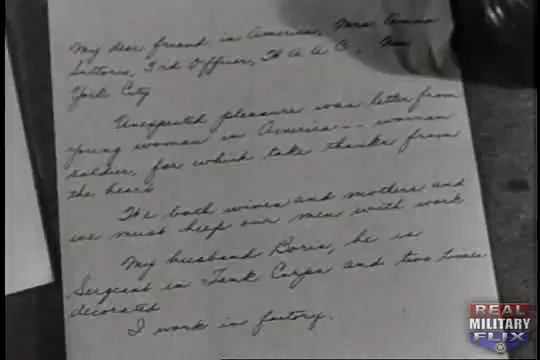 My dear friend in America, Mrs Emma
3rd Officer, W A A C. New
York City
Unexpected pleasure was letter from
young woman in America -- woman
soldier, for which take thanks from
the heart
We both wives and mothers and
we must help our men with work
My husband Boris, he is
Sergeant in Tank Corps and two times
decorated
I work in factory.
REAL
MILITARY
FLIX